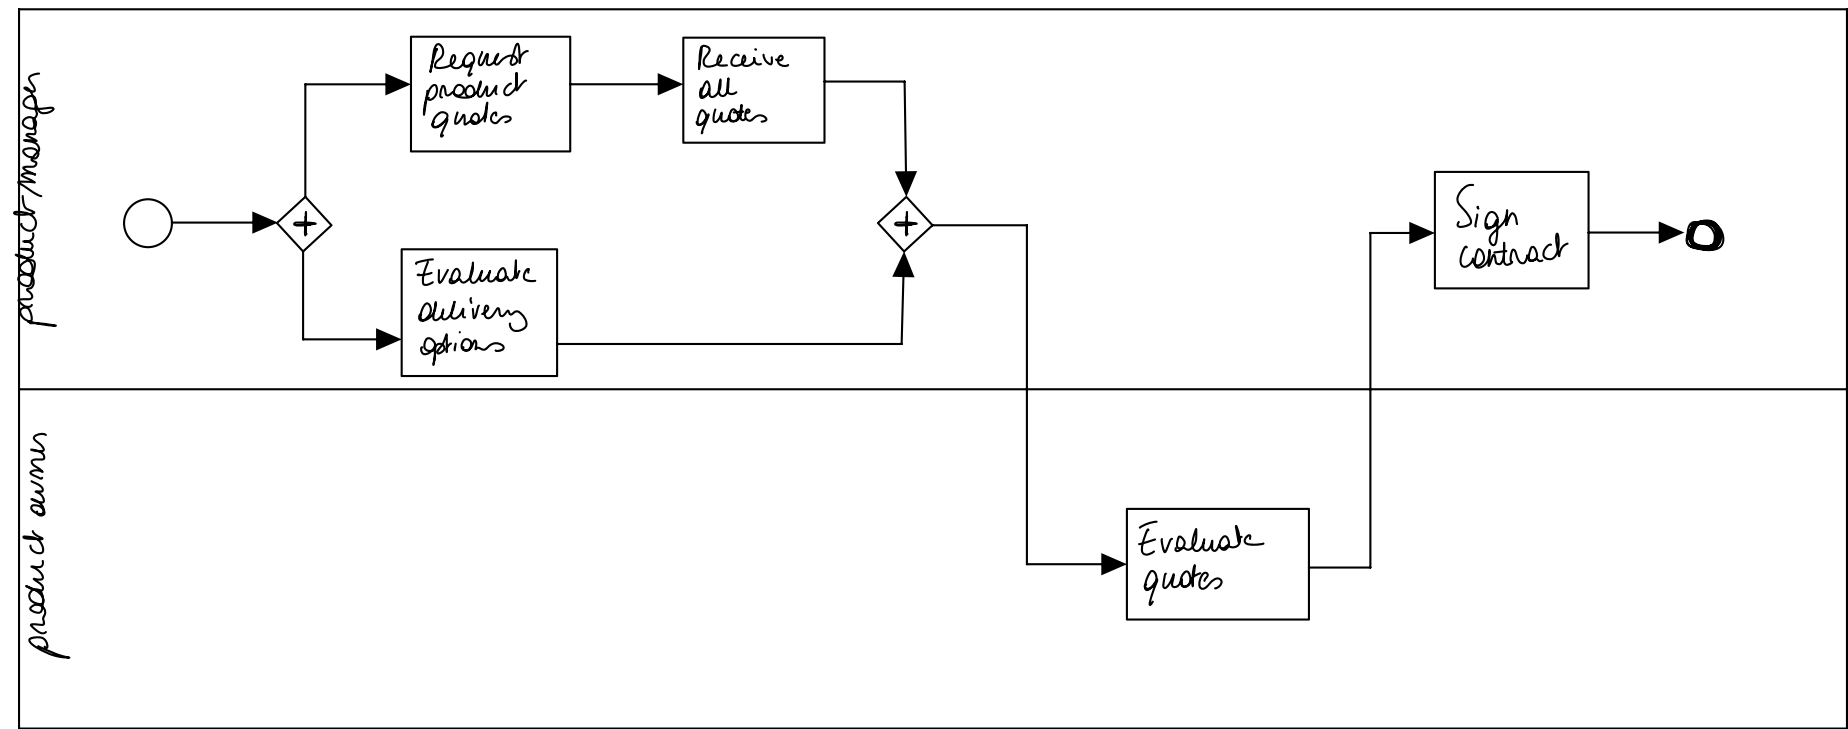 product/manager
Request
product
quotes
Receive
all
quotes
Evaluate
delivery
options
Sign
contract
product owner
Evaluate
quotes